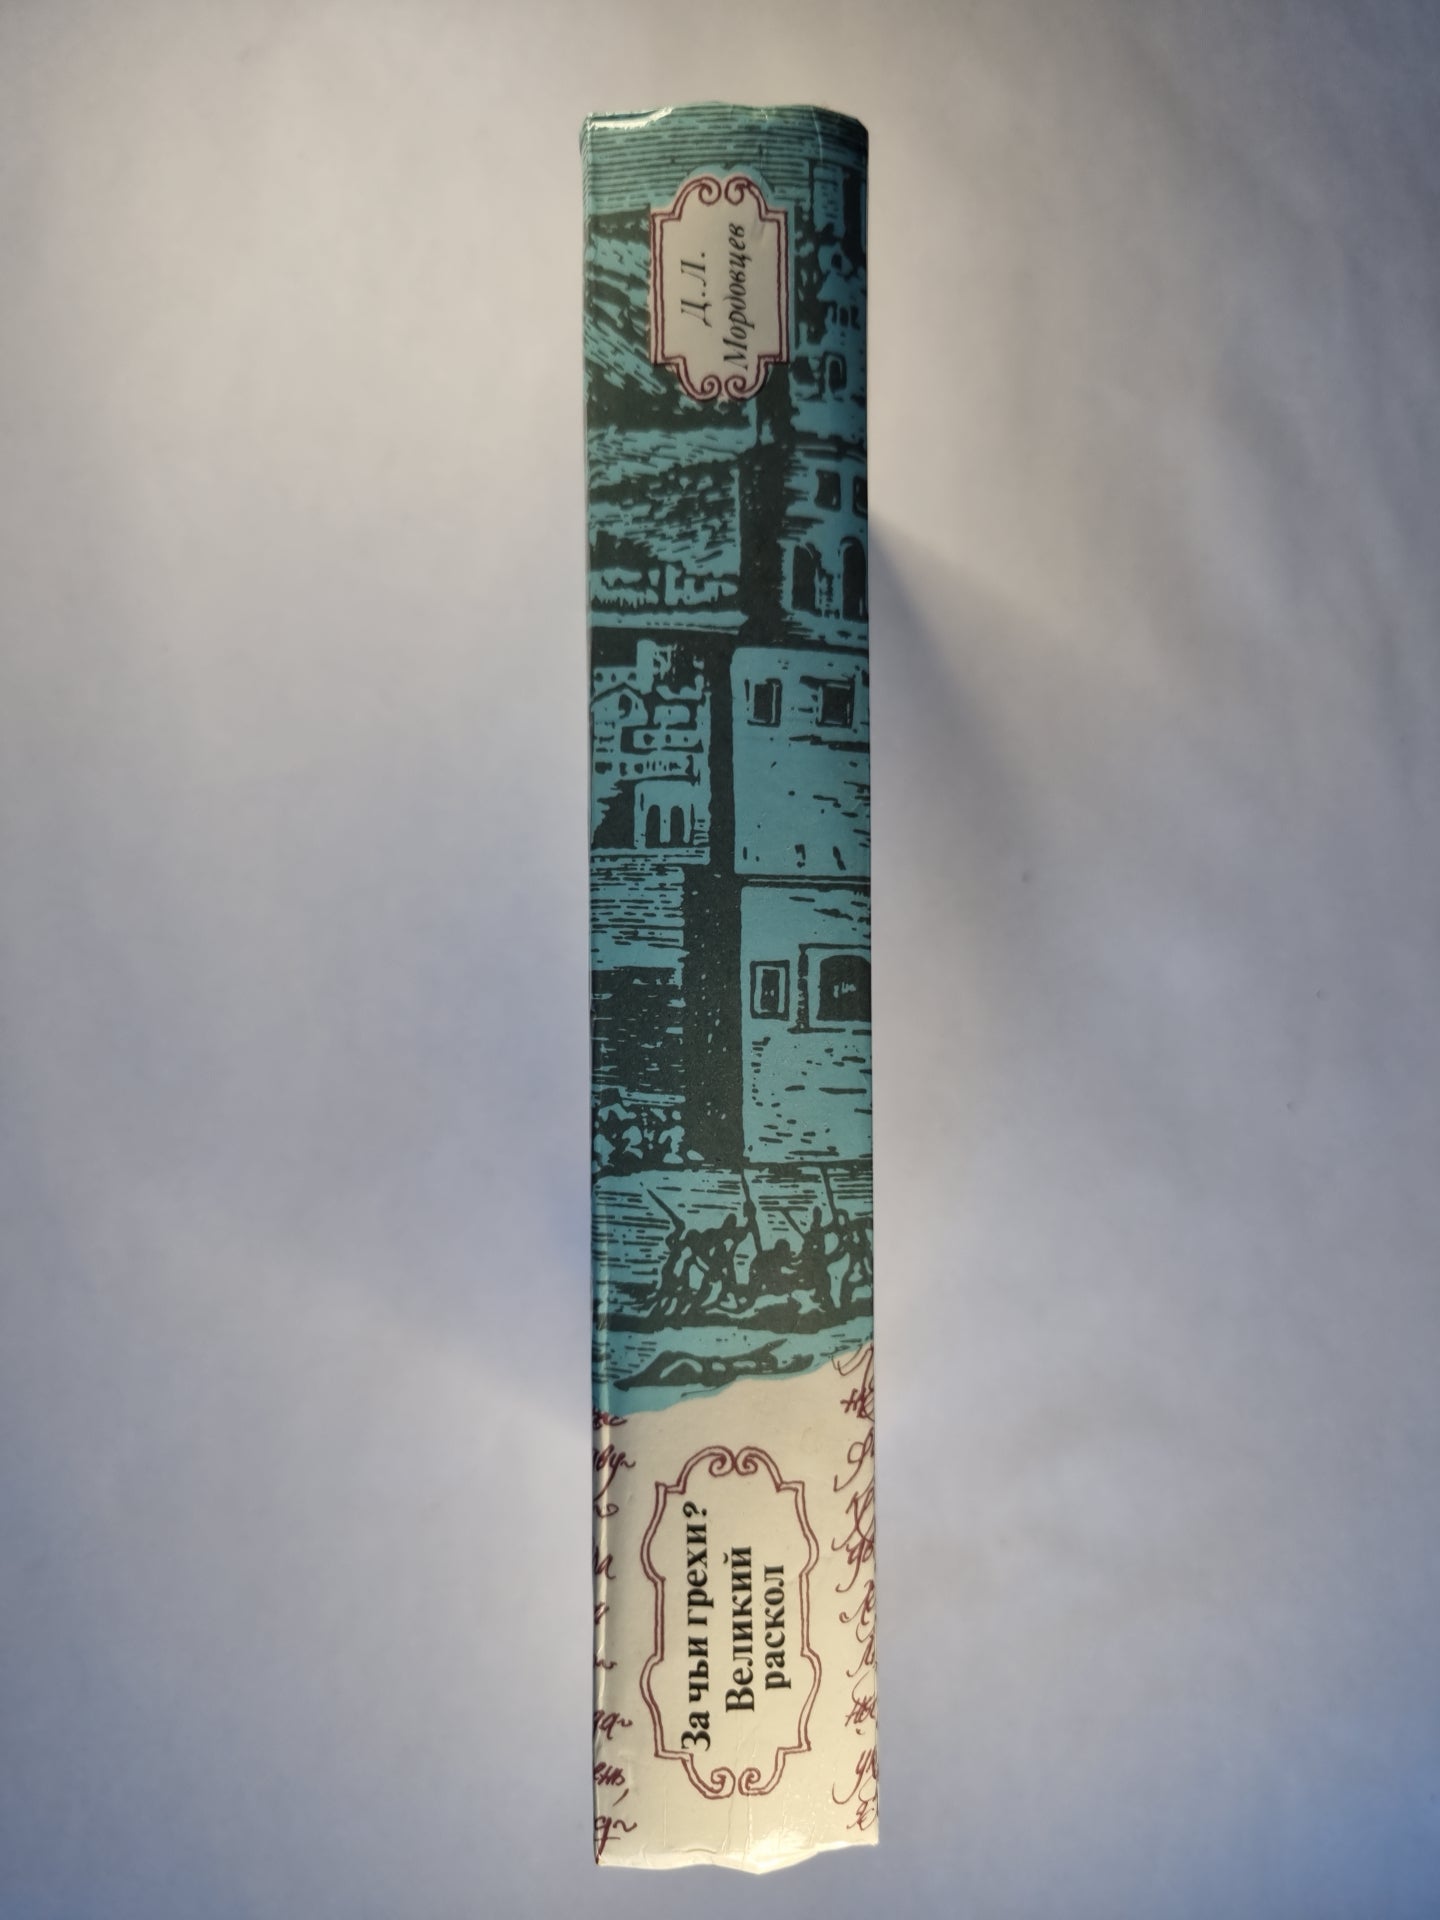 Д. Л.
Мордовцев
За чьи грехи?
Великий
раскол